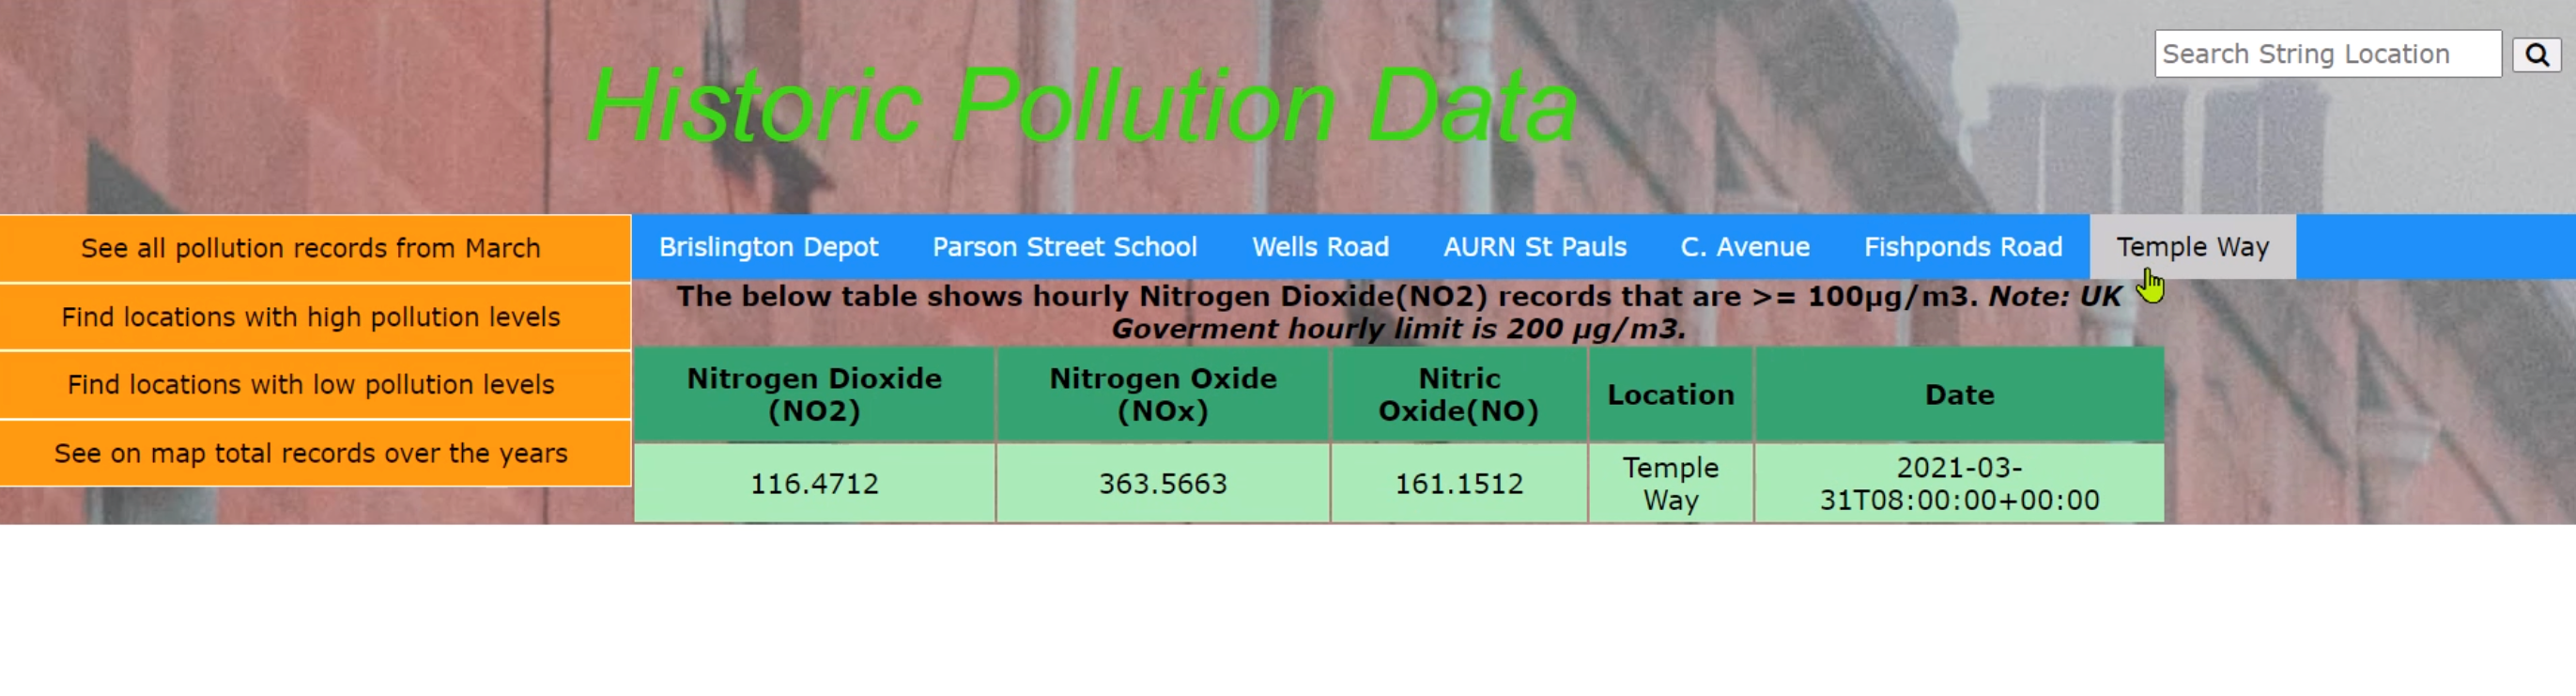 Search String Location
Historic Pollution Data
See all pollution records from March
Find locations with high pollution levels
Find locations with low pollution levels
See on map total records over the years
Brislington Depot Parson Street School Wells Road AURN St Pauls C. Avenue Fishponds Road Temple Way
The below table shows hourly Nitrogen Dioxide(NO2) records that are >= 100µg/m3. Note: UK
Goverment hourly limit is 200 µg/m3.
Nitrogen Dioxide
(NO2)
Nitrogen Oxide
(NOx)
Nitric
Oxide(NO)
Location
Date
116.4712
363.5663
161.1512
Temple
Way
2021-03-
31T08:00:00+00:00